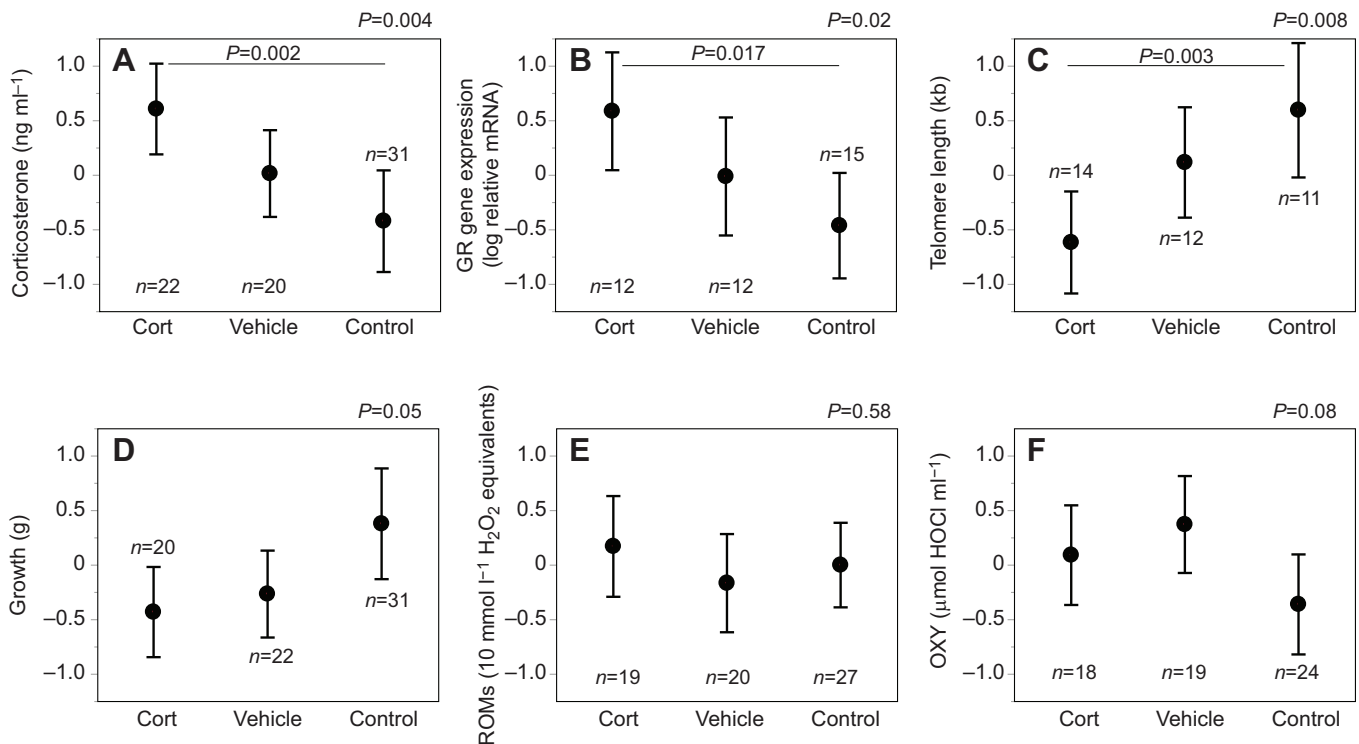 P=0.004
A
P=0.002
Corticosterone (ng ml–1)
1.0
0.5
0
–0.5
–1.0
n=31
n=22
n=20
Cort
Vehicle
Control
P=0.02
B
P=0.017
GR gene expression
(log relative mRNA)
1.0
0.5
0
–0.5
–1.0
n=15
n=12
n=12
Cort
Vehicle
Control
P=0.008
C
P=0.003
Telomere length (kb)
1.0
0.5
0
–0.5
–1.0
n=14
n=12
n=11
Cort
Vehicle
Control
P=0.05
D
Growth (g)
1.0
0.5
0
–0.5
–1.0
n=20
n=22
n=31
Cort
Vehicle
Control
P=0.58
E
ROMs (10 mmol l–1 H2O2 equivalents)
1.0
0.5
0
–0.5
–1.0
n=19
n=20
n=27
Cort
Vehicle
Control
P=0.08
F
OXY (μmol HOCl ml–1)
1.0
0.5
0
–0.5
–1.0
n=18
n=19
n=24
Cort
Vehicle
Control